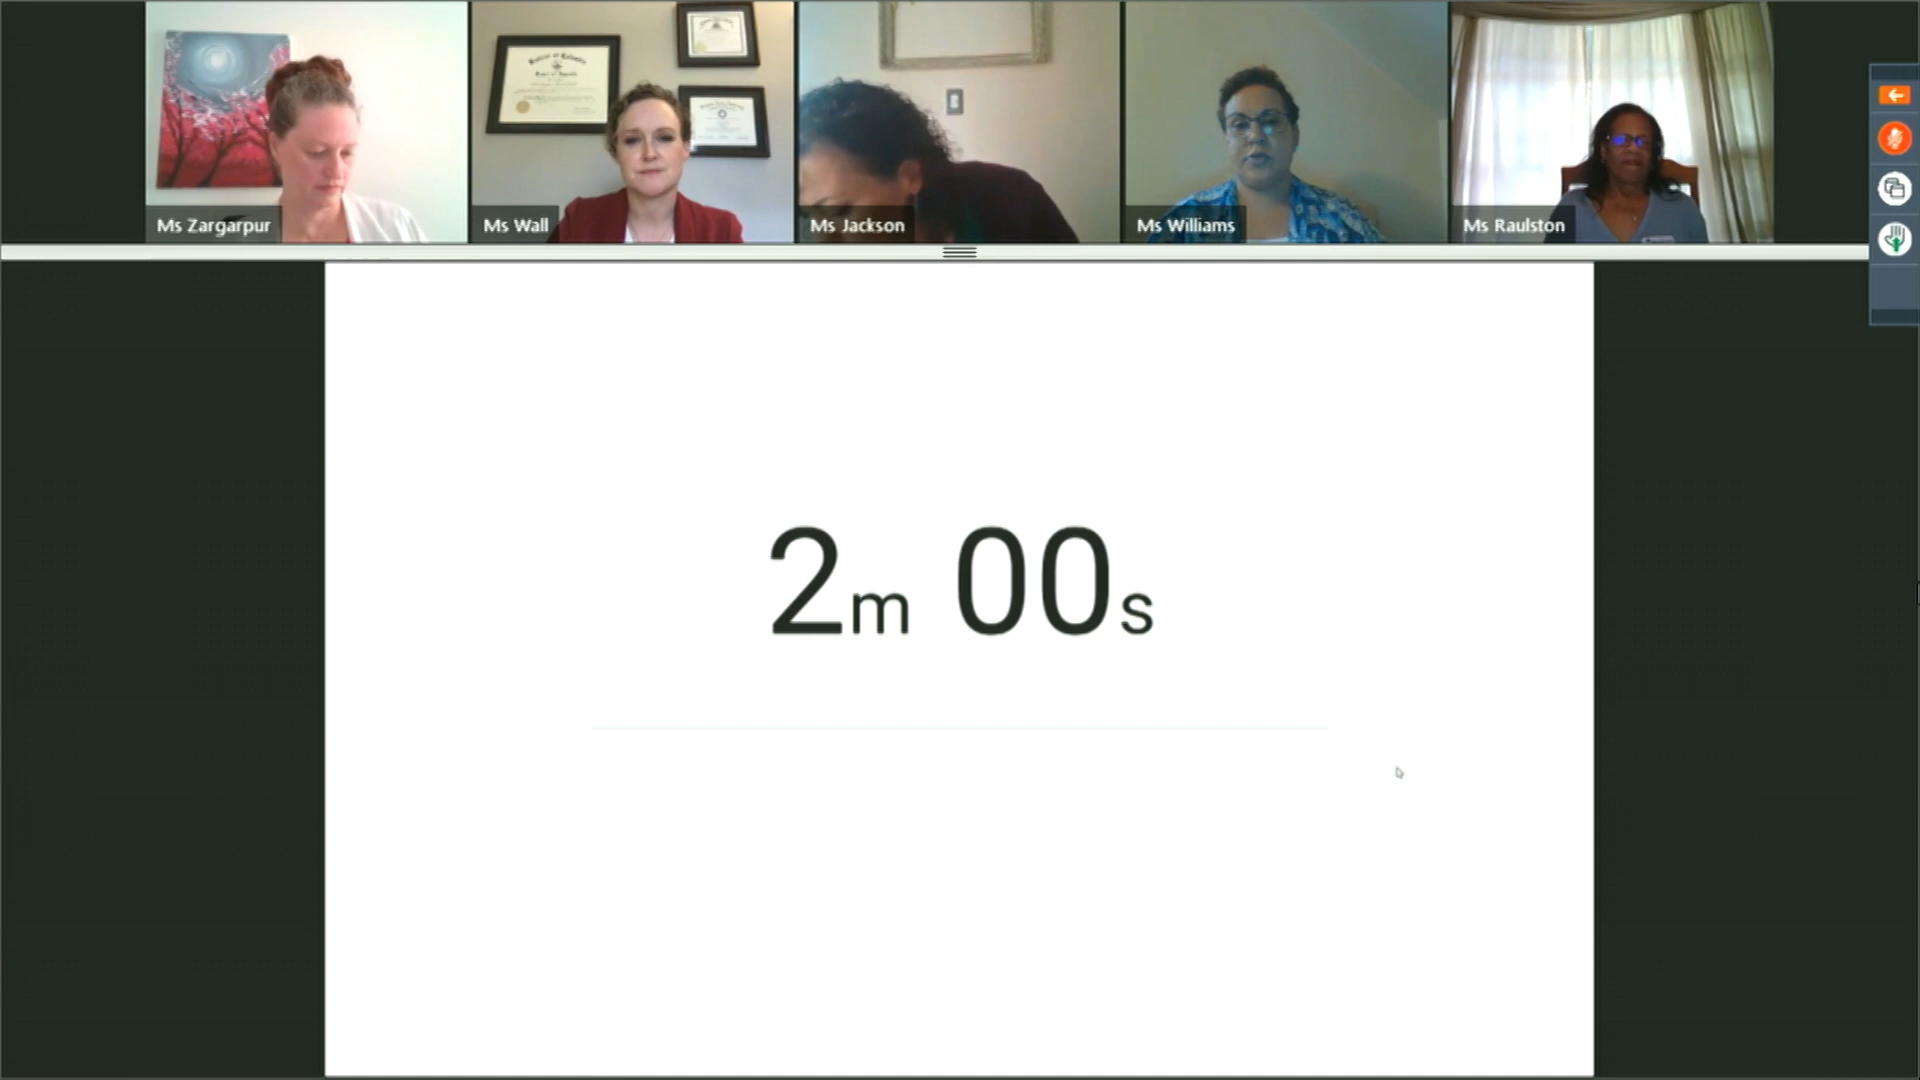 Ms Zargarpur
Ms Wall
Ms Jackson
Ms Williams
Ms Raulston
2m 00s